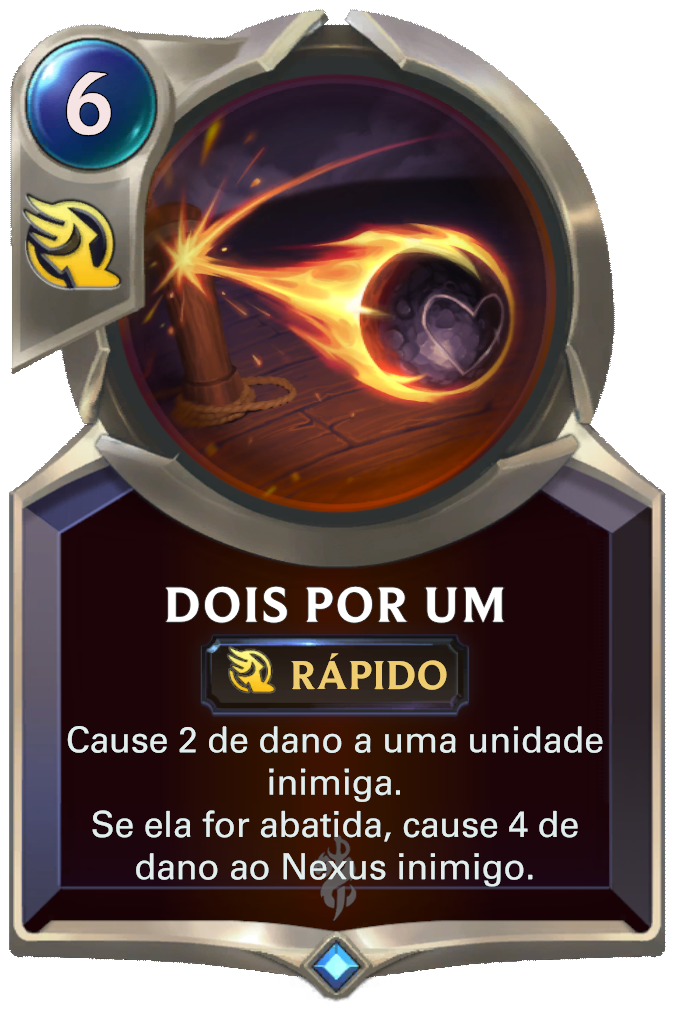 6
DOIS POR UM
RÁPIDO
Cause 2 de dano a uma unidade
inimiga.
Se ela for abatida, cause 4 de
dano ao Nexus inimigo.